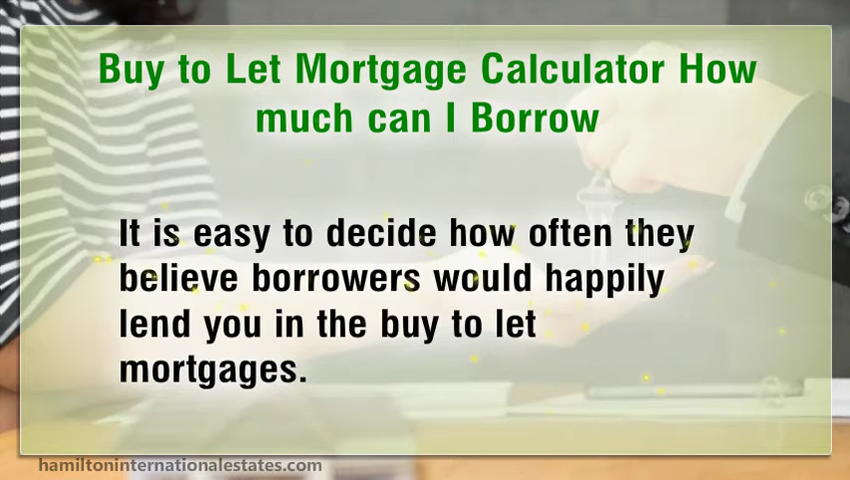 Buy to Let Mortgage Calculator How
much can I Borrow
It is easy to decide how often they
believe borrowers would happily
lend you in the buy to let
mortgages.
hamiltoninternationalestates.com